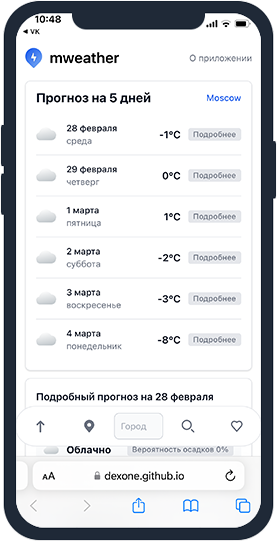 10:48
VK
mweather
О приложении
Прогноз на 5 дней
Moscow
28 февраля
среда
-1°C
Подробнее
29 февраля
четверг
0°C
Подробнее
1 марта
пятница
1°C
Подробнее
2 марта
суббота
-2°C
Подробнее
3 марта
воскресенье
-3°C
Подробнее
4 марта
понедельник
-8°C
Подробнее
Подробный прогноз на 28 февраля
Город
Облачно
Вероятность осадков 0%
AA
dexone.github.io